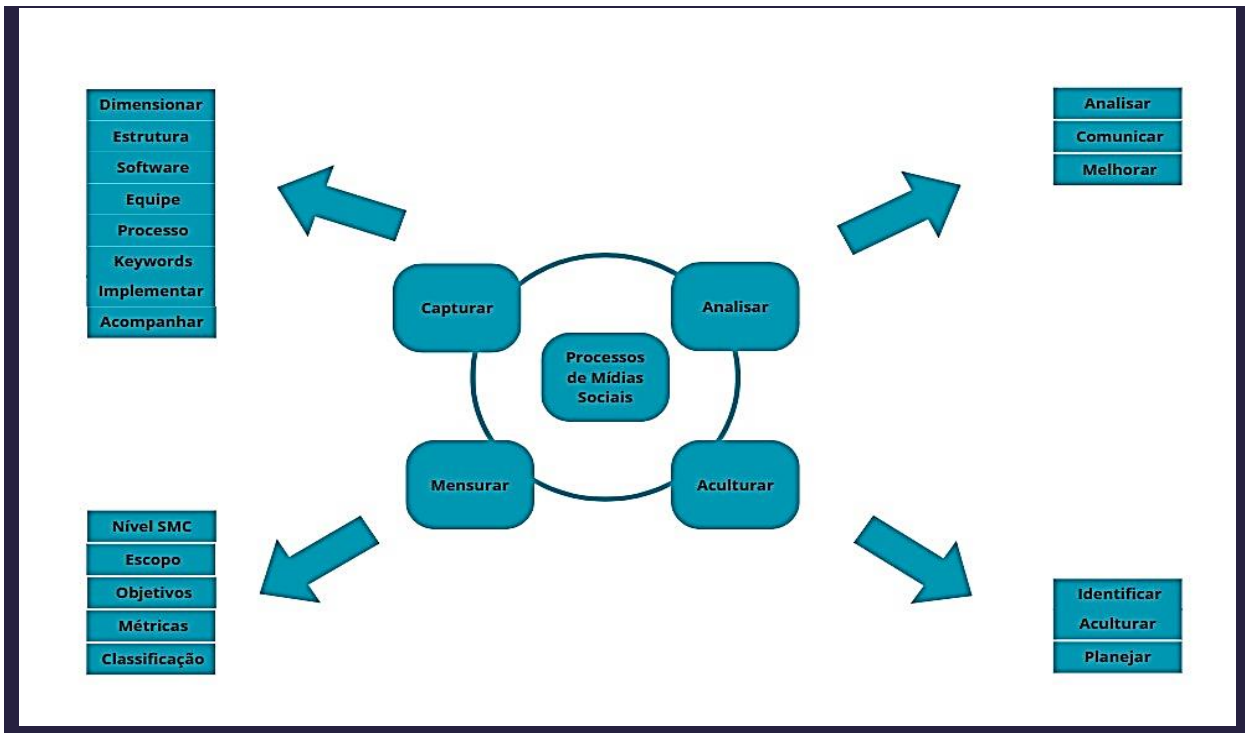 Dimensionar
Estrutura
Software
Equipe
Processo
Keywords
Implementar
Acompanhar
Analisar
Comunicar
Melhorar
Capturar
Analisar
Processos
de Mídias
Sociais
Mensurar
Aculturar
Nível SMC
Escopo
Objetivos
Métricas
Classificação
Identificar
Aculturar
Planejar